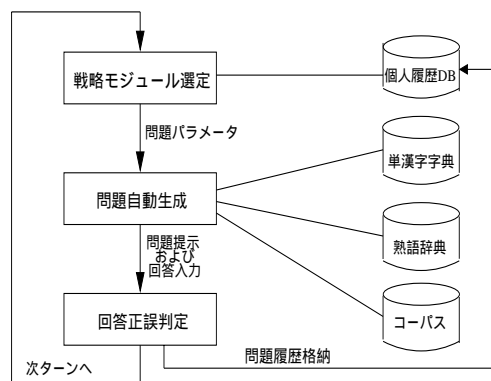 戦略モジュール選定
個人履歴DB
問題パラメータ
単漢字字典
問題自動生成
問題提示
および
回答入力
熟語辞典
回答正誤判定
コーパス
問題履歴格納
次ターンへ